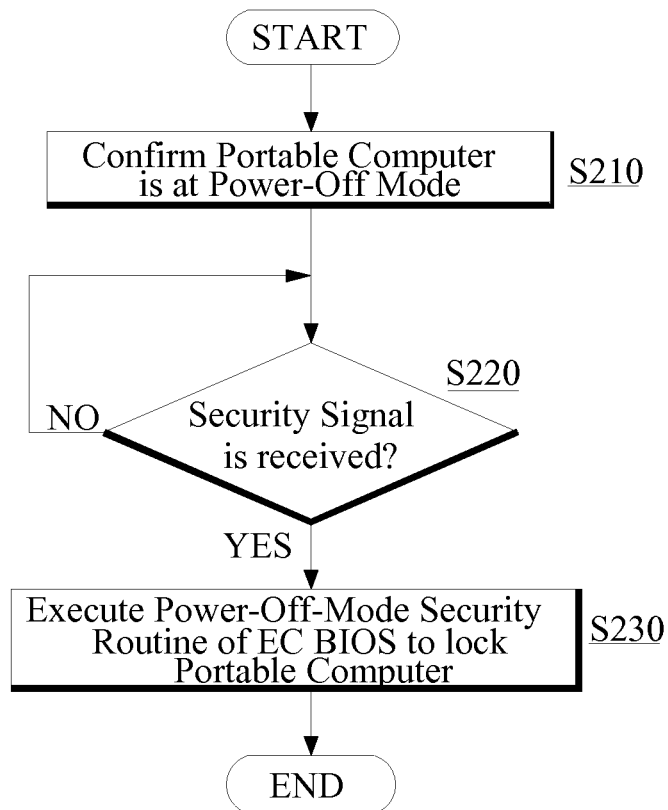 START
Confirm Portable Computer
is at Power-Off Mode
S210
S220
Security Signal
is received?
NO
YES
Execute Power-Off-Mode Security
Routine of EC BIOS to lock
Portable Computer
S230
END